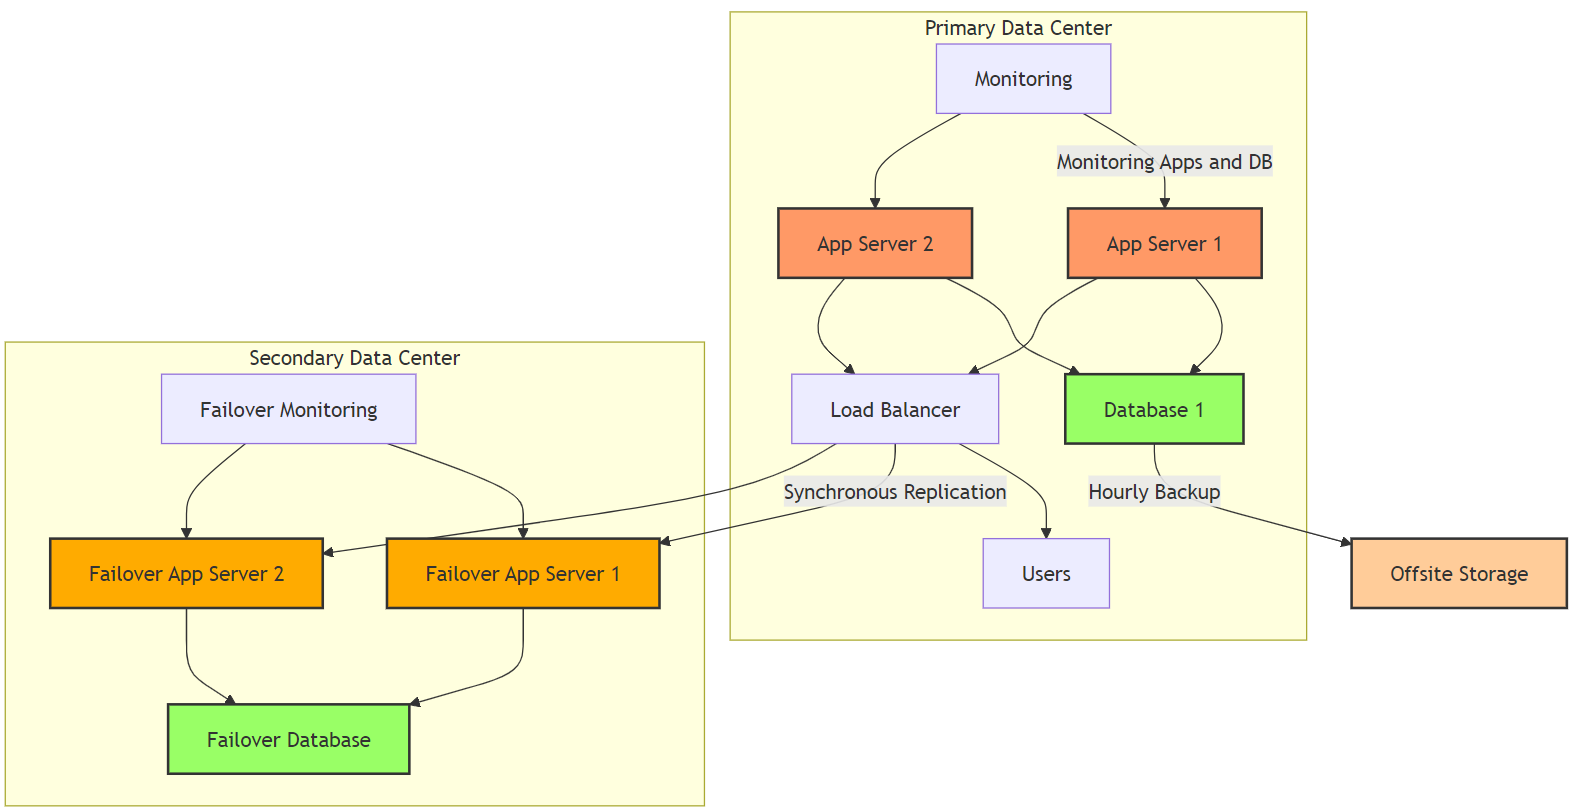 Primary Data Center
Monitoring
Monitoring Apps and DB
App Server 2
App Server 1
Secondary Data Center
Failover Monitoring
Load Balancer
Database 1
Synchronous Replication
Hourly Backup
Failover App Server 2
Failover App Server 1
Users
Offsite Storage
Failover Database